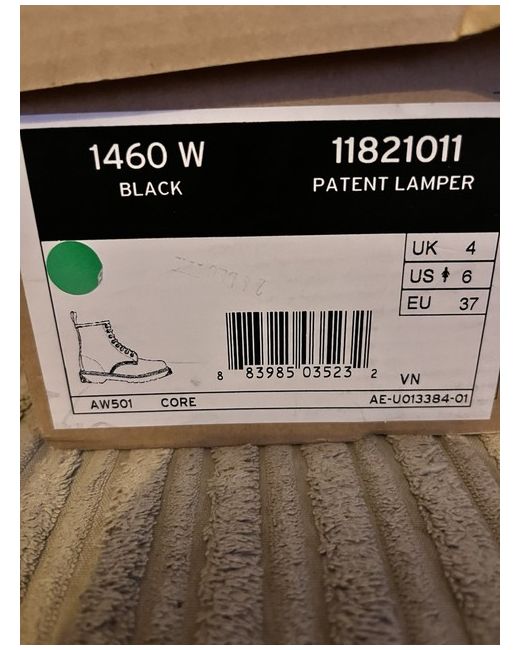 1460 W
BLACK
11821011
PATENT LAMPER
UK 4
US 6
EU 37
8 83985 03523 2
VN
AW501 CORE
AE-U013384-01